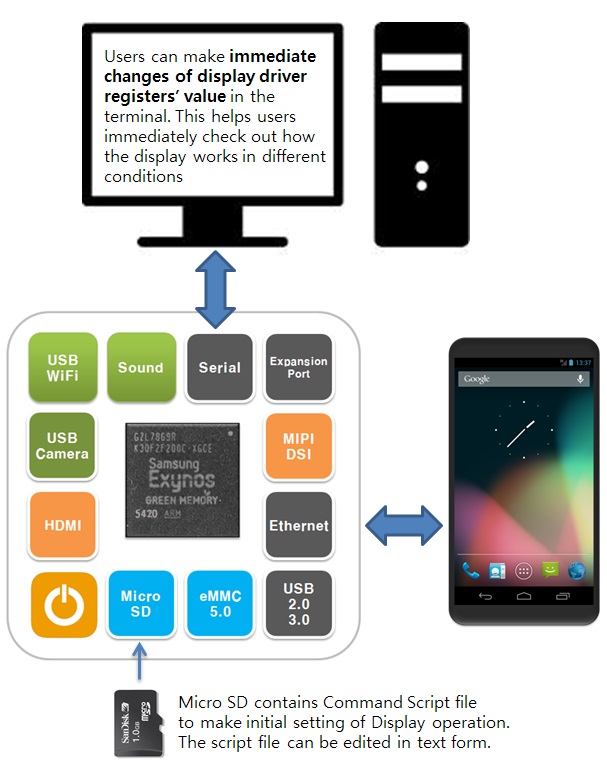 Users can make immediate
changes of display driver
registers' value in the
terminal. This helps users
immediately check out how
the display works in different
conditions
USB
WiFi
Sound
Serial
Expansion
Port
USB
Camera
GZL7869R
K3QF2F200C-XGCE
Samsung
Exynos
GREEN MEMORY
5420 ARM
MIPI
DSI
HDMI
Ethernet
Micro
SD
eMMC
5.0
USB
2.0
3.0
13:37
Google
SanDisk
1.0GB
micro
SD
Micro SD contains Command Script file
to make initial setting of Display operation.
The script file can be edited in text form.